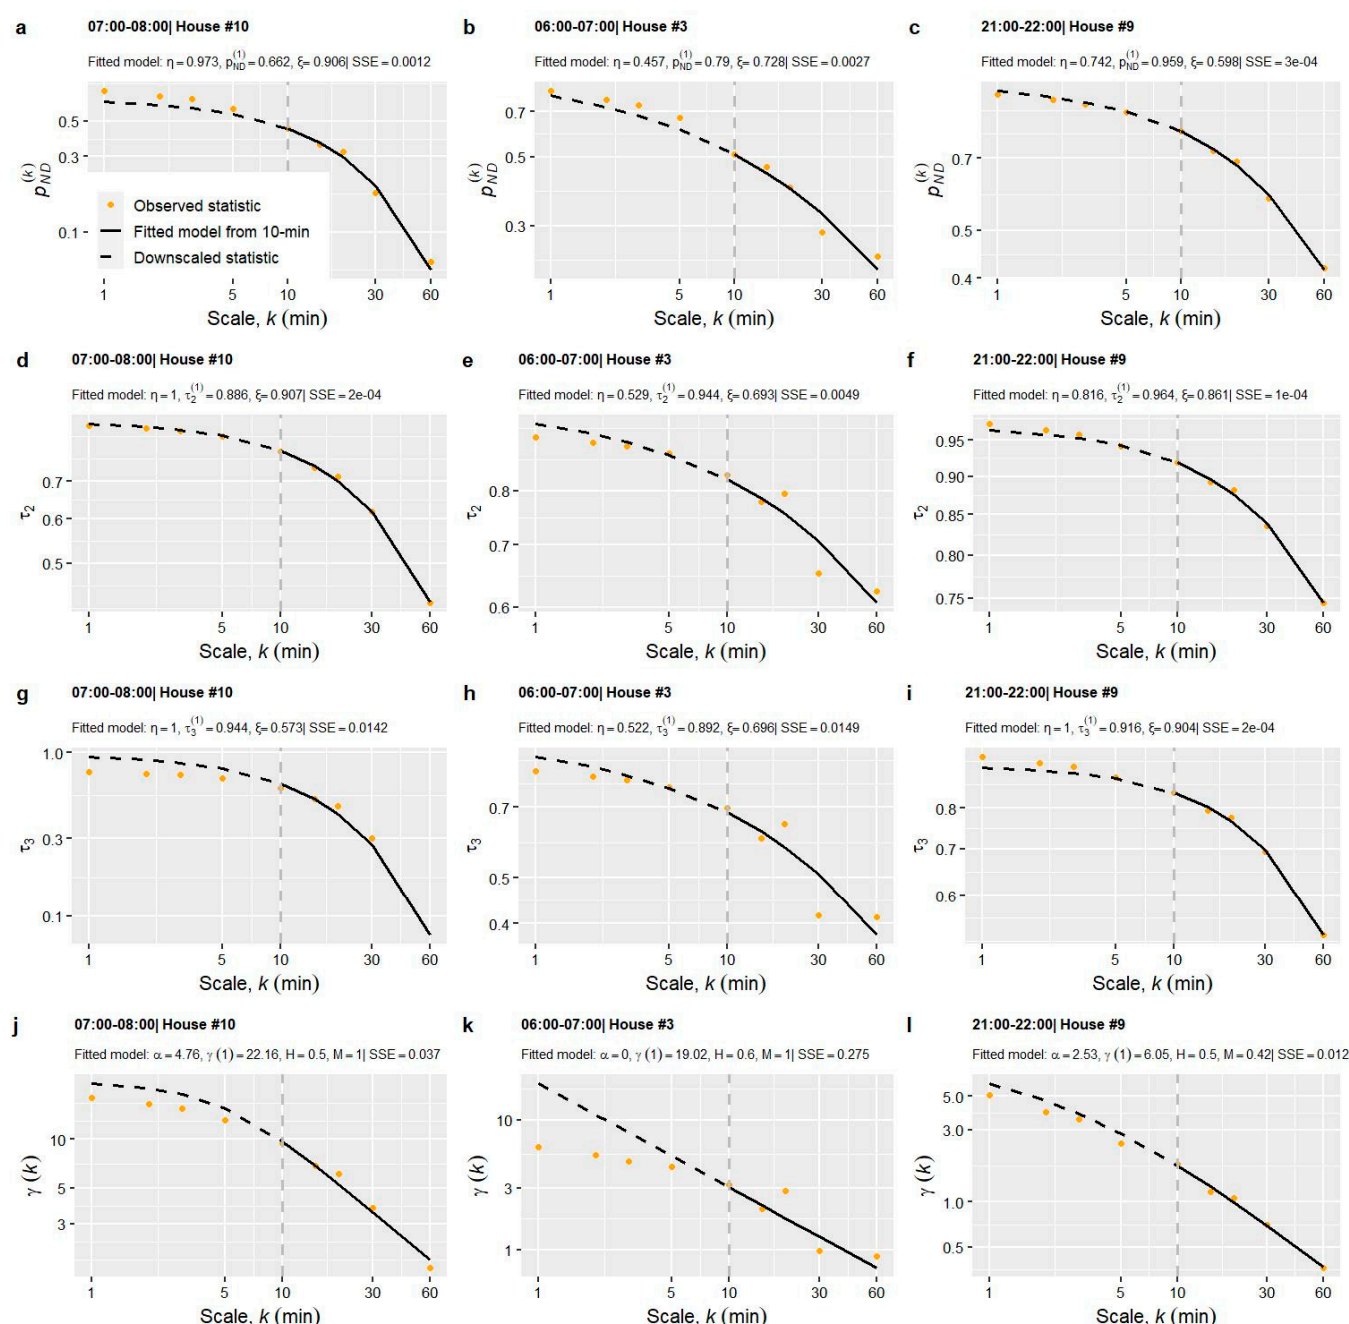 a
07:00-08:00| House #10
Fitted model: η = 0.973, p_ND^(1) = 0.662, ξ= 0.906| SSE = 0.0012
0.5
0.3
0.1
p_ND^(k)
Observed statistic
Fitted model from 10-min
Downscaled statistic
1 5 10 30 60
Scale, k (min)
b
06:00-07:00| House #3
Fitted model: η = 0.457, p_ND^(1) = 0.79, ξ= 0.728| SSE = 0.0027
0.7
0.5
0.3
p_ND^(k)
1 5 10 30 60
Scale, k (min)
c
21:00-22:00| House #9
Fitted model: η = 0.742, p_ND^(1) = 0.959, ξ= 0.598| SSE = 3e-04
0.7
0.5
0.4
p_ND^(k)
1 5 10 30 60
Scale, k (min)
d
07:00-08:00| House #10
Fitted model: η = 1, τ_2^(1) = 0.886, ξ= 0.907| SSE = 2e-04
0.7
0.6
0.5
τ_2
1 5 10 30 60
Scale, k (min)
e
06:00-07:00| House #3
Fitted model: η = 0.529, τ_2^(1) = 0.944, ξ= 0.693| SSE = 0.0049
0.8
0.7
0.6
τ_2
1 5 10 30 60
Scale, k (min)
f
21:00-22:00| House #9
Fitted model: η = 0.816, τ_2^(1) = 0.964, ξ= 0.861| SSE = 1e-04
0.95
0.90
0.85
0.80
0.75
τ_2
1 5 10 30 60
Scale, k (min)
g
07:00-08:00| House #10
Fitted model: η = 1, τ_3^(1) = 0.944, ξ= 0.573| SSE = 0.0142
1.0
0.3
0.1
τ_3
1 5 10 30 60
Scale, k (min)
h
06:00-07:00| House #3
Fitted model: η = 0.522, τ_3^(1) = 0.892, ξ= 0.696| SSE = 0.0149
0.7
0.5
0.4
τ_3
1 5 10 30 60
Scale, k (min)
i
21:00-22:00| House #9
Fitted model: η = 1, τ_3^(1) = 0.916, ξ= 0.904| SSE = 2e-04
0.8
0.7
0.6
τ_3
1 5 10 30 60
Scale, k (min)
j
07:00-08:00| House #10
Fitted model: α = 4.76, γ (1) = 22.16, H = 0.5, M = 1| SSE = 0.037
10
5
3
γ (k)
1 5 10 30 60
Scale, k (min)
k
06:00-07:00| House #3
Fitted model: α = 0, γ (1) = 19.02, H = 0.6, M = 1| SSE = 0.275
10
3
1
γ (k)
1 5 10 30 60
Scale, k (min)
l
21:00-22:00| House #9
Fitted model: α = 2.53, γ (1) = 6.05, H = 0.5, M = 0.42| SSE = 0.012
5.0
3.0
1.0
0.5
γ (k)
1 5 10 30 60
Scale, k (min)